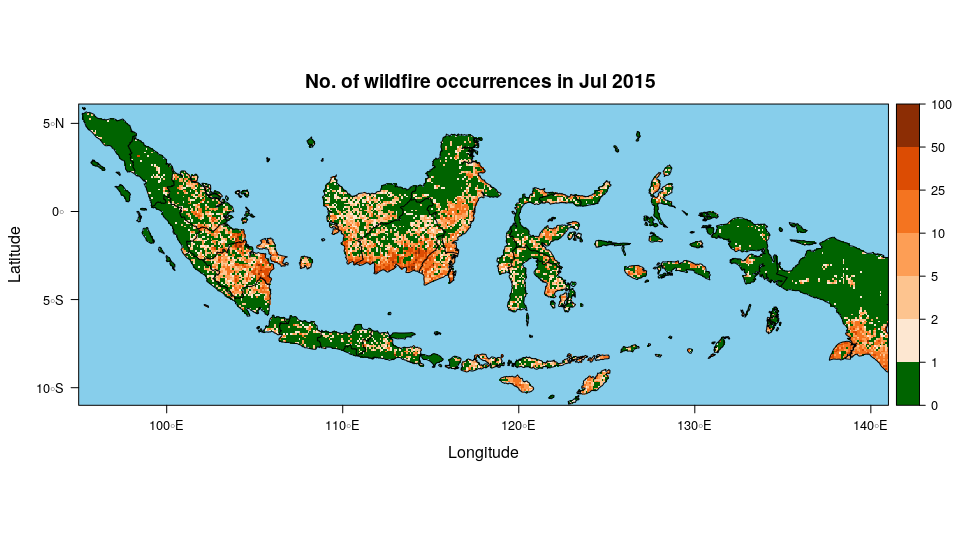 No. of wildfire occurrences in Jul 2015
5◦N
0◦
5◦S
10◦S
Latitude
100◦E
110◦E
120◦E
130◦E
140◦E
Longitude
100
50
25
10
5
2
1
0